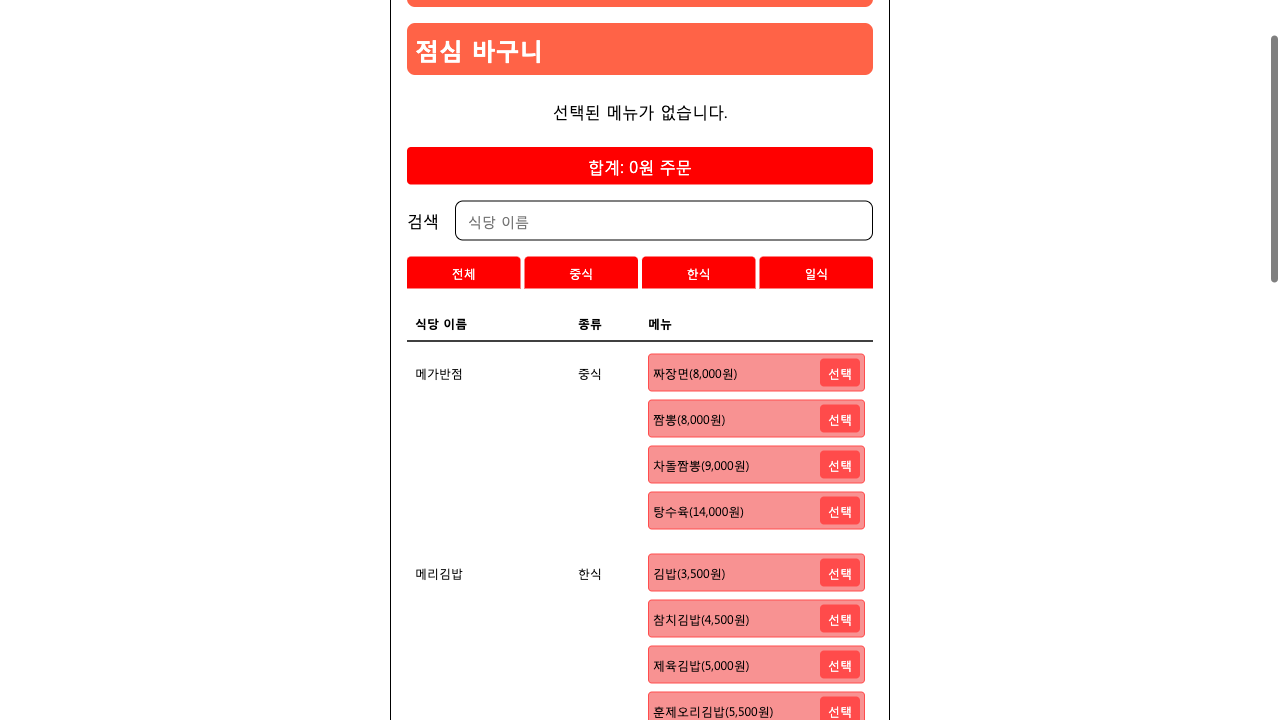 점심 바구니
선택된 메뉴가 없습니다.
합계: 0원 주문
검색 식당 이름
전체 중식 한식 일식
식당 이름 종류 메뉴
메가반점 중식 짜장면(8,000원) 선택
짬뽕(8,000원) 선택
차돌짬뽕(9,000원) 선택
탕수육(14,000원) 선택
메리김밥 한식 김밥(3,500원) 선택
참치김밥(4,500원) 선택
제육김밥(5,000원) 선택
훈제오리김밥(5,500원) 선택